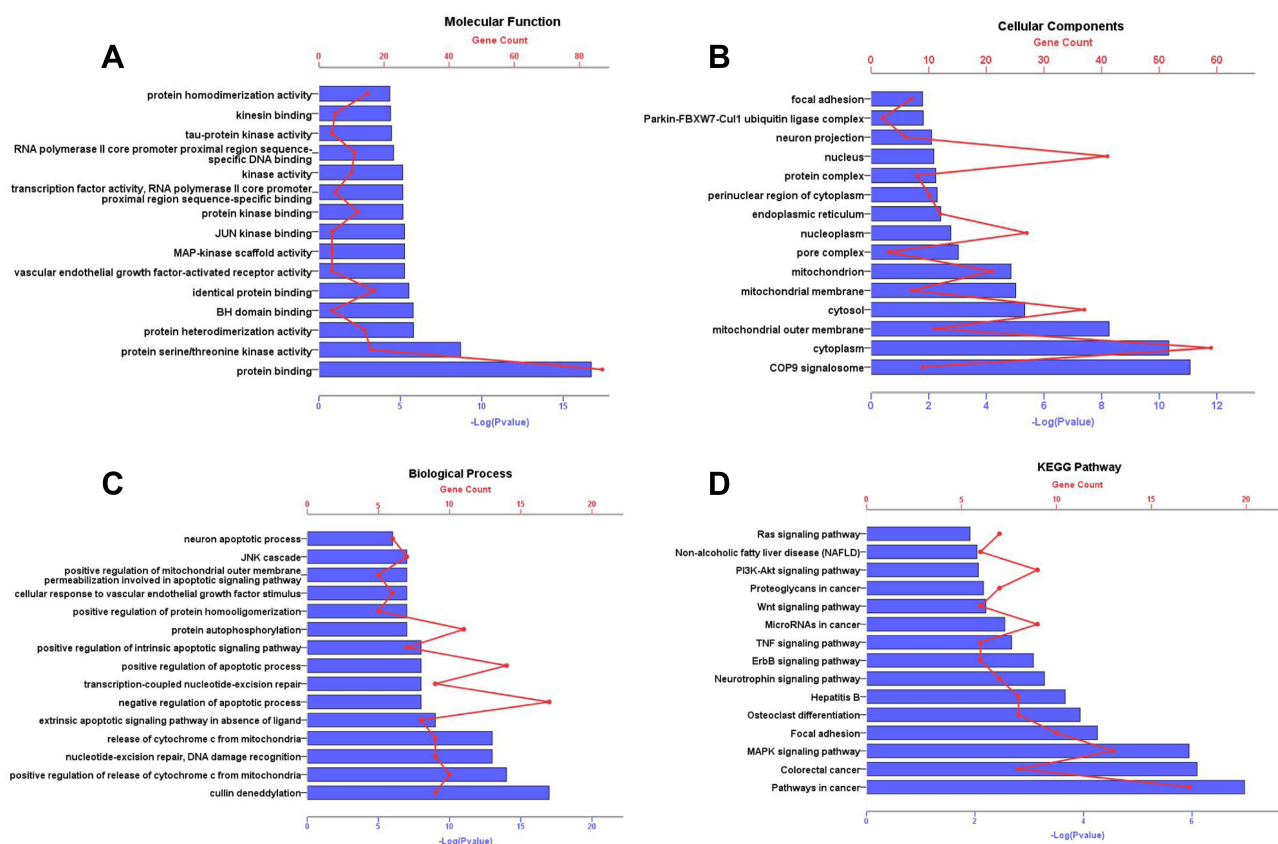 A
Molecular Function
Gene Count
0 20 40 60 80
protein homodimerization activity
kinesin binding
tau-protein kinase activity
RNA polymerase II core promoter proximal region sequence-
specific DNA binding
kinase activity
transcription factor activity, RNA polymerase II core promoter
proximal region sequence-specific binding
protein kinase binding
JUN kinase binding
MAP-kinase scaffold activity
vascular endothelial growth factor-activated receptor activity
identical protein binding
BH domain binding
protein heterodimerization activity
protein serine/threonine kinase activity
protein binding
0 5 10 15
-Log(Pvalue)
B
Cellular Components
Gene Count
0 10 20 30 40 50 60
focal adhesion
Parkin-FBXW7-Cul1 ubiquitin ligase complex
neuron projection
nucleus
protein complex
perinuclear region of cytoplasm
endoplasmic reticulum
nucleoplasm
pore complex
mitochondrion
mitochondrial membrane
cytosol
mitochondrial outer membrane
cytoplasm
COP9 signalosome
0 2 4 6 8 10 12
-Log(Pvalue)
C
Biological Process
Gene Count
0 5 10 15 20
neuron apoptotic process
JNK cascade
positive regulation of mitochondrial outer membrane
permeabilization involved in apoptotic signaling pathway
cellular response to vascular endothelial growth factor stimulus
positive regulation of protein homooligomerization
protein autophosphorylation
positive regulation of intrinsic apoptotic signaling pathway
positive regulation of apoptotic process
transcription-coupled nucleotide-excision repair
negative regulation of apoptotic process
extrinsic apoptotic signaling pathway in absence of ligand
release of cytochrome c from mitochondria
nucleotide-excision repair, DNA damage recognition
positive regulation of release of cytochrome c from mitochondria
cullin deneddylation
0 5 10 15 20
-Log(Pvalue)
D
KEGG Pathway
Gene Count
0 5 10 15 20
Ras signaling pathway
Non-alcoholic fatty liver disease (NAFLD)
PI3K-Akt signaling pathway
Proteoglycans in cancer
Wnt signaling pathway
MicroRNAs in cancer
TNF signaling pathway
ErbB signaling pathway
Neurotrophin signaling pathway
Hepatitis B
Osteoclast differentiation
Focal adhesion
MAPK signaling pathway
Colorectal cancer
Pathways in cancer
0 2 4 6
-Log(Pvalue)